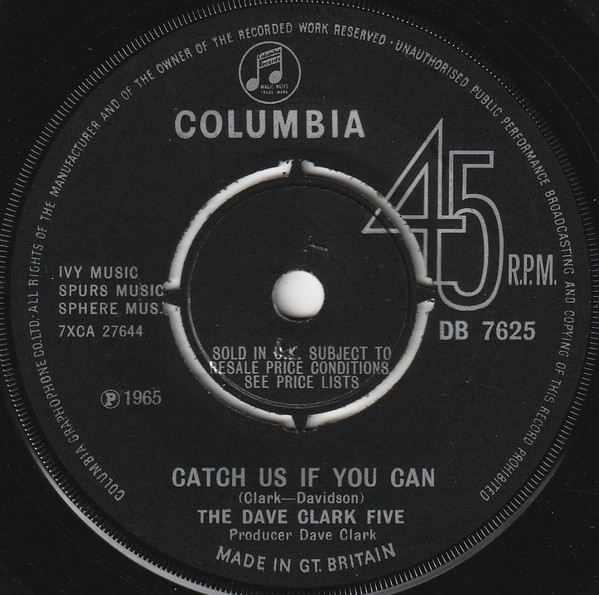 COLUMBIA GRAPHOPHONE CO. LTD. ALL RIGHTS OF THE MANUFACTURER AND OF THE OWNER OF THE RECORDED WORK RESERVED · UNAUTHORISED PUBLIC PERFORMANCE BROADCASTING AND COPYING OF THIS RECORD PROHIBITED
Columbia
Records
MAGIC NOTES
TRADE MARK
COLUMBIA
45
R.P.M.
IVY MUSIC
SPURS MUSIC
SPHERE MUS.
7XCA 27644
DB 7625
SOLD IN U.K. SUBJECT TO
RESALE PRICE CONDITIONS
SEE PRICE LISTS
Ⓟ 1965
CATCH US IF YOU CAN
(Clark—Davidson)
THE DAVE CLARK FIVE
Producer Dave Clark
MADE IN GT. BRITAIN